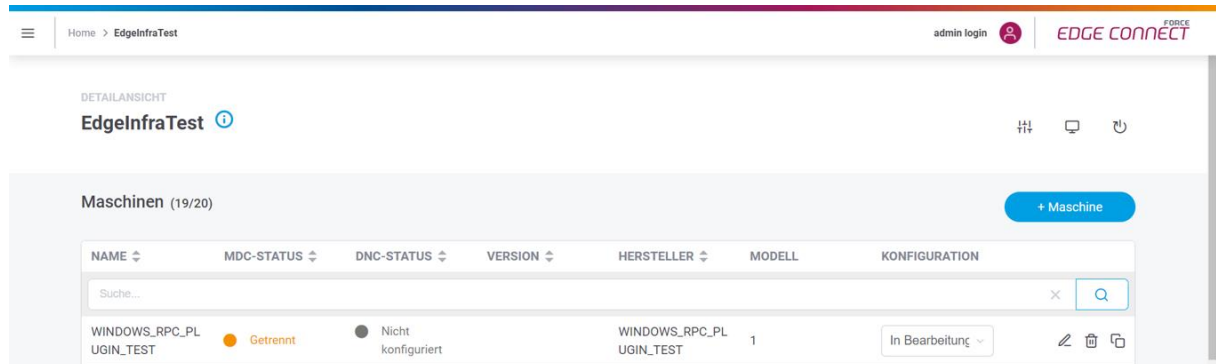 Home > EdgeInfraTest
admin login
FORCE
EDGE CONNECT
DETAILANSICHT
EdgeInfraTest
Maschinen (19/20)
+ Maschine
NAME MDC-STATUS DNC-STATUS VERSION HERSTELLER MODELL KONFIGURATION
Suche...
WINDOWS_RPC_PL
UGIN_TEST
Getrennt
Nicht
konfiguriert
WINDOWS_RPC_PL
UGIN_TEST
1
In Bearbeitung